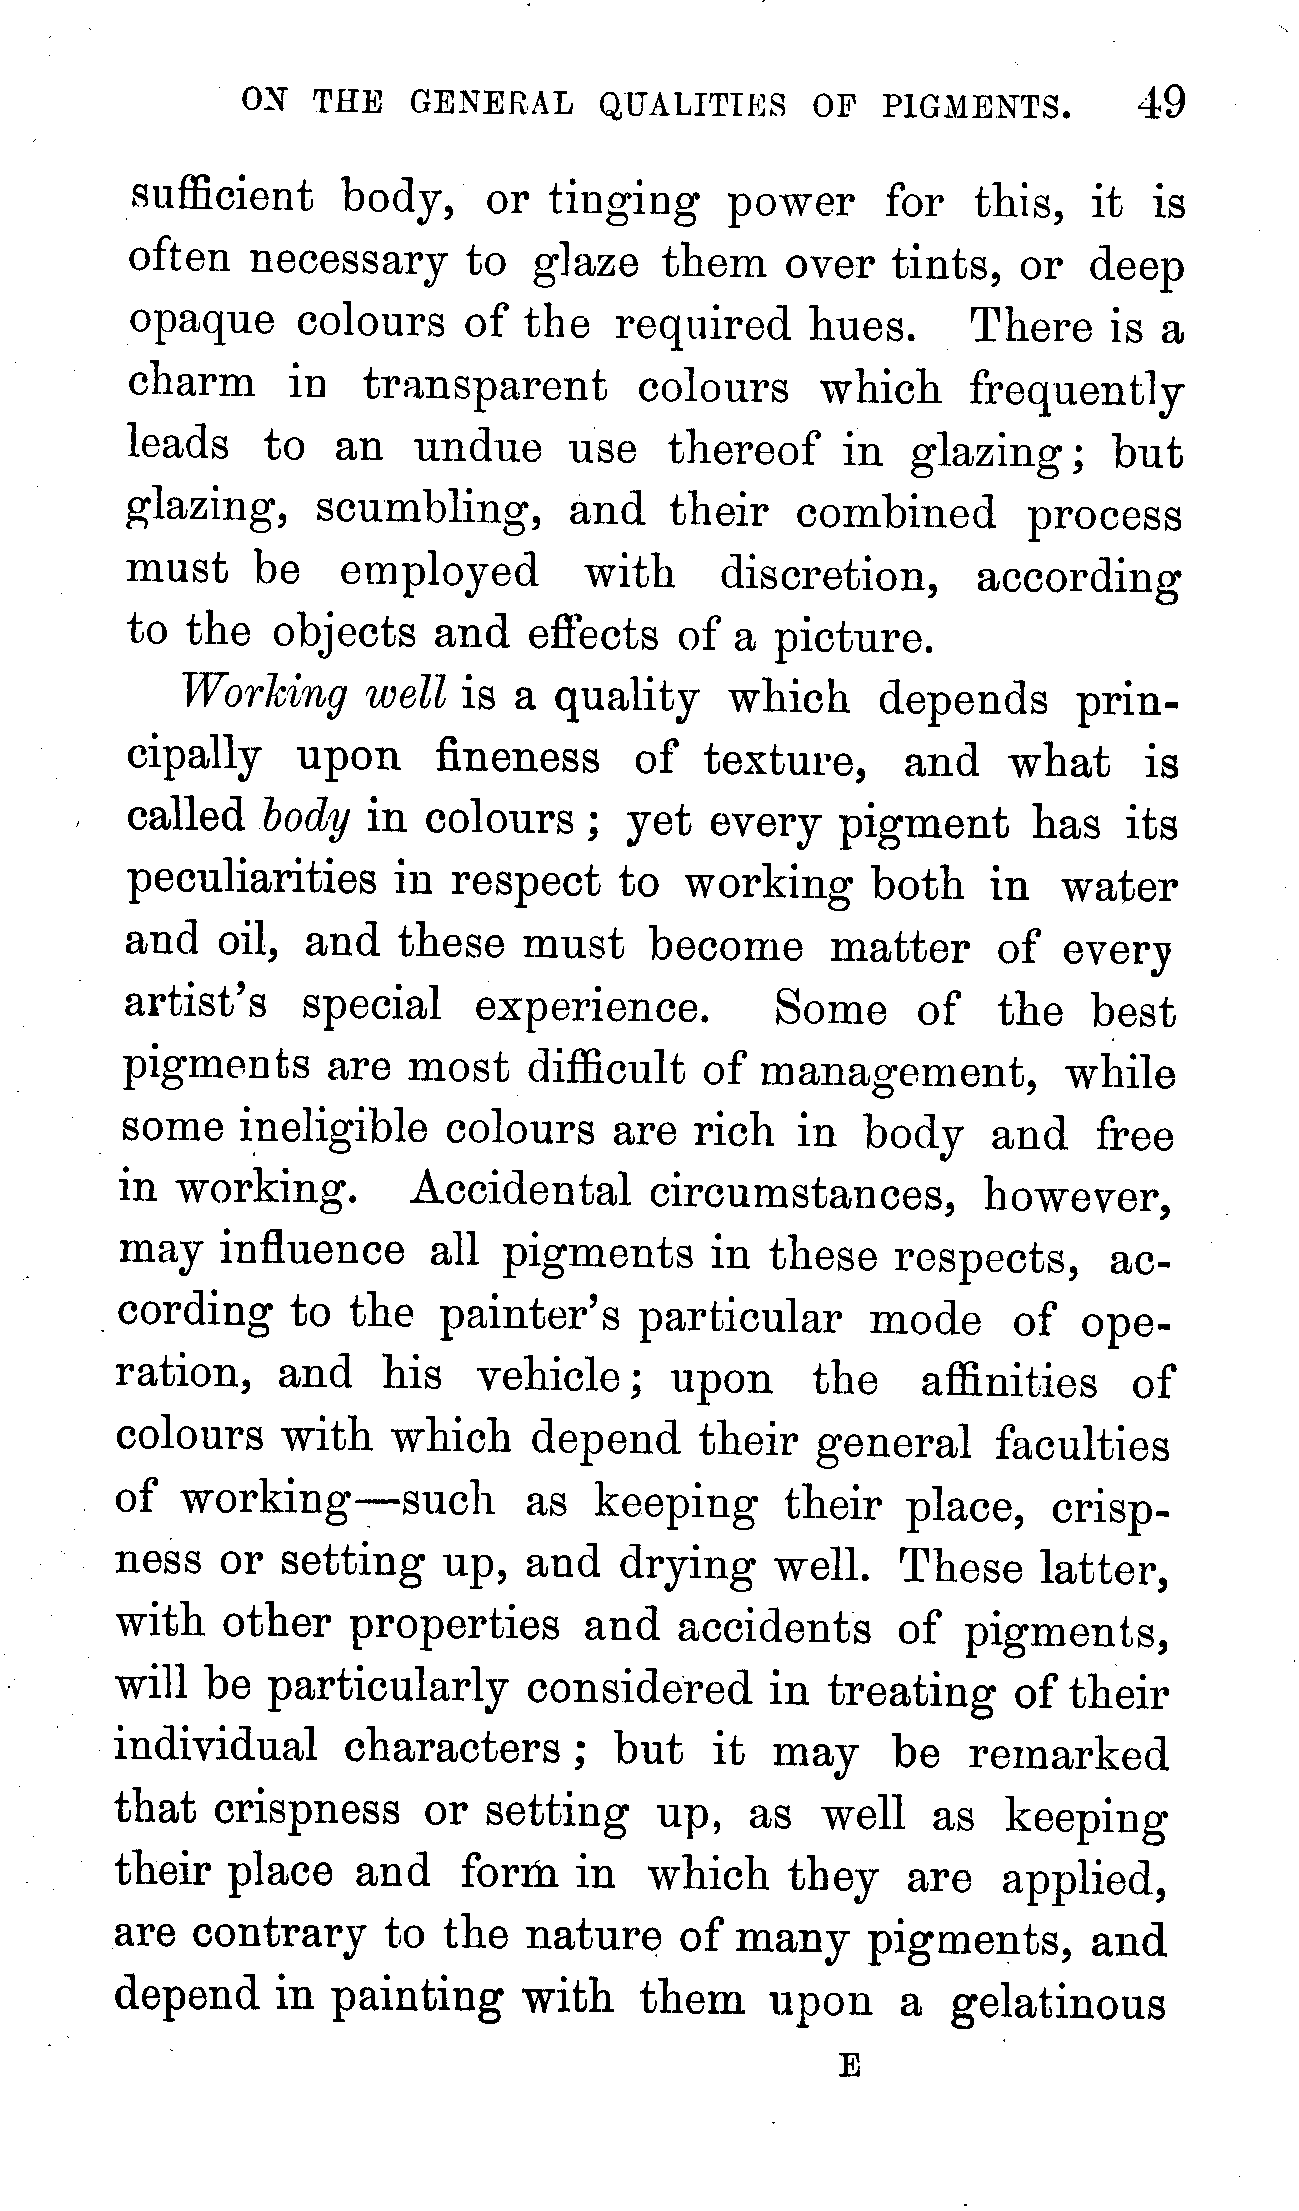 ON THE GENERAL QUALITIES OF PIGMENTS. 49
sufficient body, or tinging power for this, it is
often necessary to glaze them over tints, or deep
opaque colours of the required hues. There is a
charm in transparent colours which frequently
leads to an undue use thereof in glazing; but
glazing, scumbling, and their combined process
must be employed with discretion, according
to the objects and effects of a picture.
Working well is a quality which depends prin-
cipally upon fineness of texture, and what is
called body in colours; yet every pigment has its
peculiarities in respect to working both in water
and oil, and these must become matter of every
artist's special experience. Some of the best
pigments are most difficult of management, while
some ineligible colours are rich in body and free
in working. Accidental circumstances, however,
may influence all pigments in these respects, ac-
cording to the painter's particular mode of ope-
ration, and his vehicle; upon the affinities of
colours with which depend their general faculties
of working—such as keeping their place, crisp-
ness or setting up, and drying well. These latter,
with other properties and accidents of pigments,
will be particularly considered in treating of their
individual characters; but it may be remarked
that crispness or setting up, as well as keeping
their place and form in which they are applied,
are contrary to the nature of many pigments, and
depend in painting with them upon a gelatinous
E